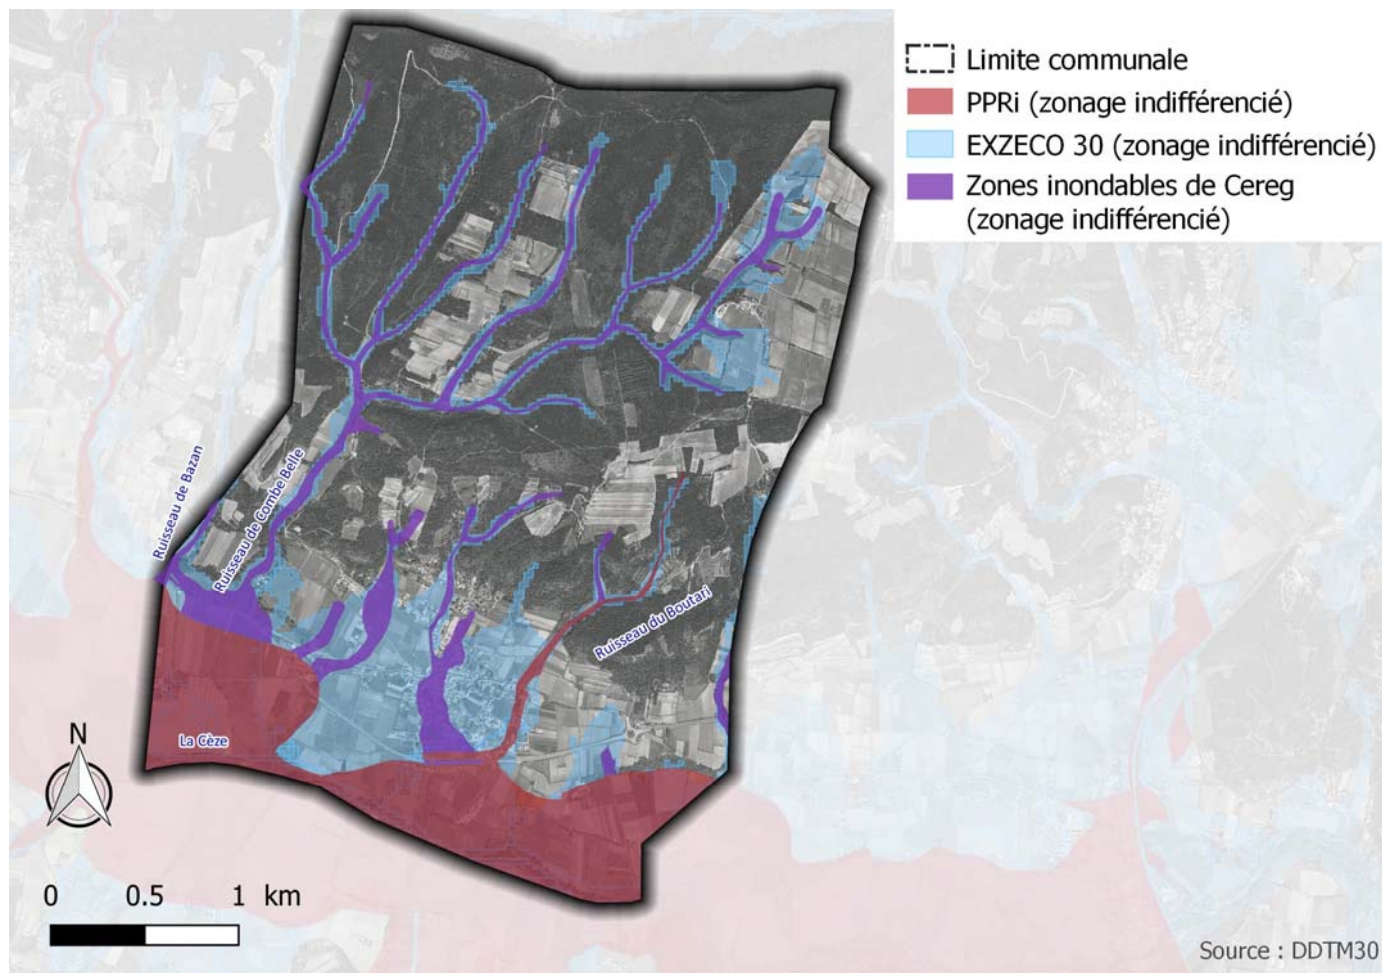 Limite communale
PPRi (zonage indifférencié)
EXZECO 30 (zonage indifférencié)
Zones inondables de Cereg
(zonage indifférencié)
Ruisseau de Bazan
Ruisseau de Combe Belle
Ruisseau du Boutari
La Cèze
N
0 0.5 1 km
Source : DDTM30